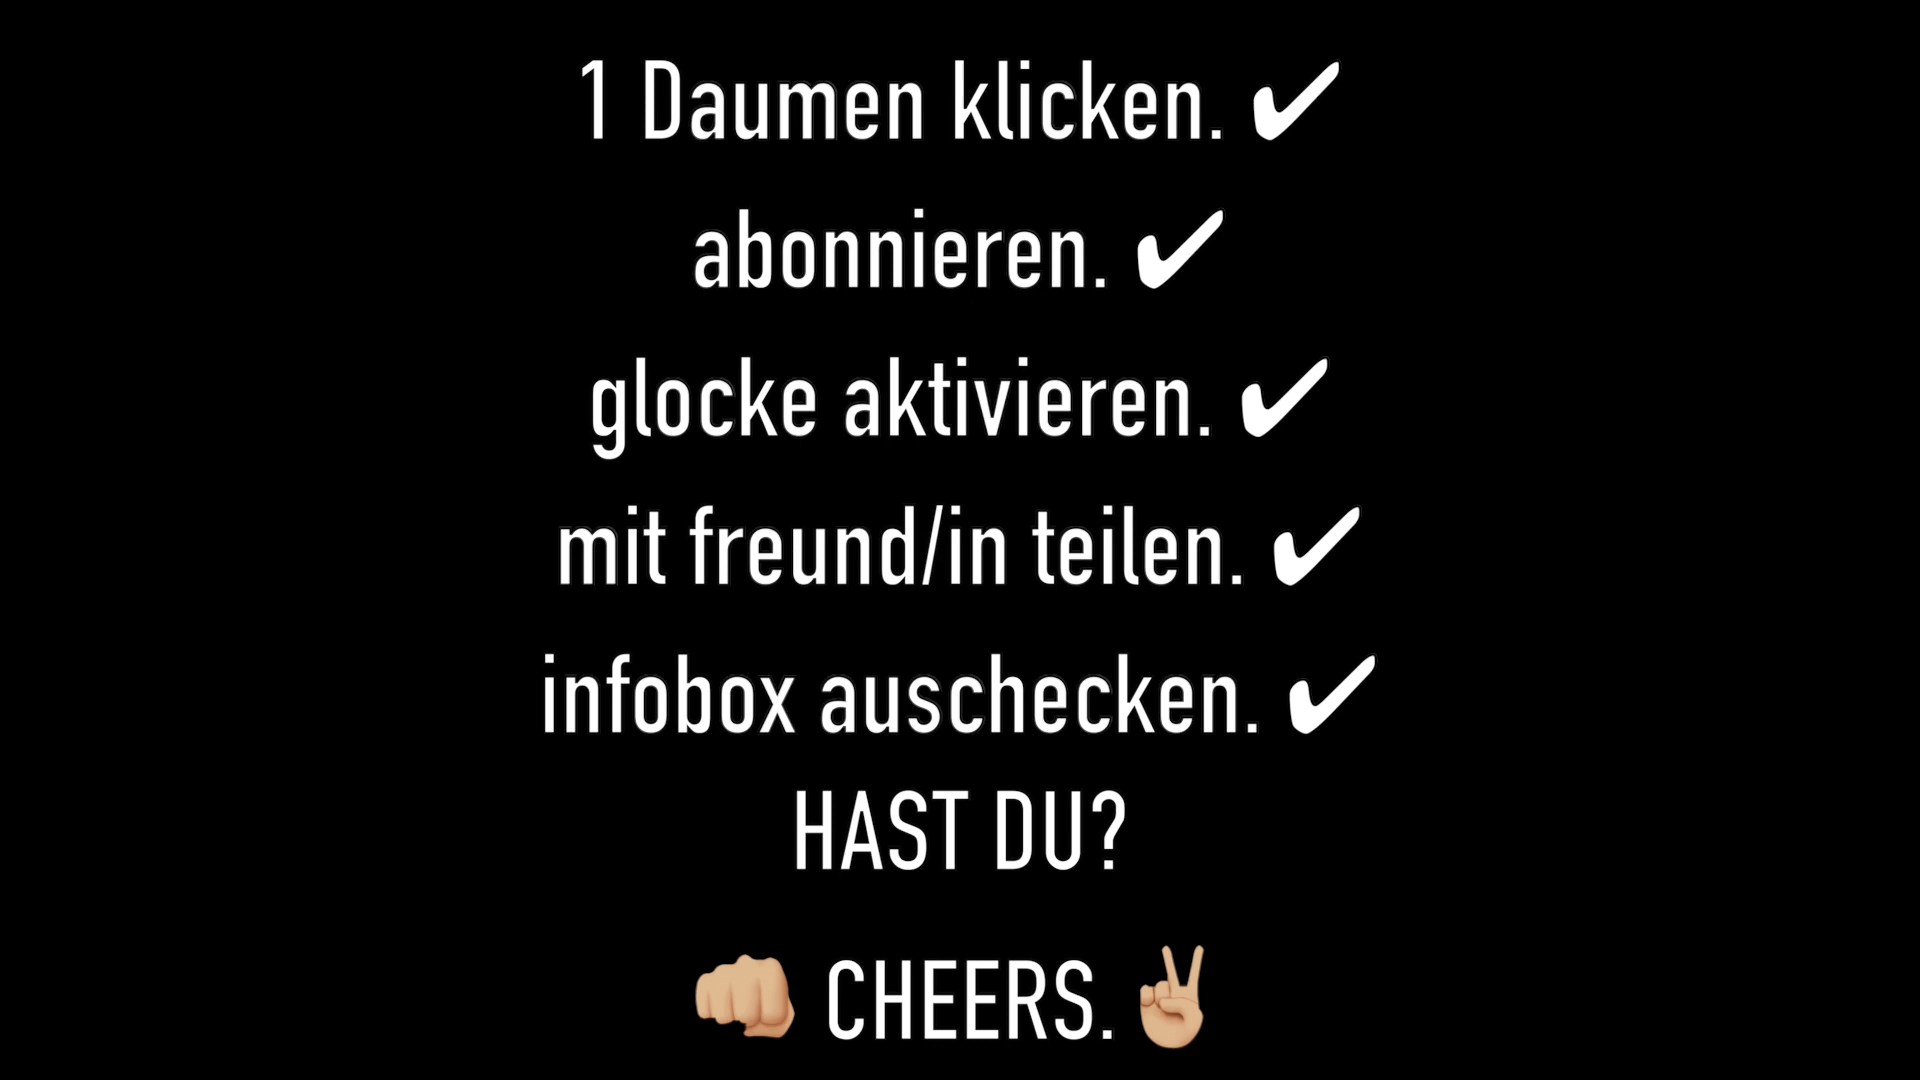 1 Daumen klicken. ✔
abonnieren. ✔
glocke aktivieren. ✔
mit freund/in teilen. ✔
infobox auschecken. ✔
HAST DU?
👊🏼 CHEERS.✌🏼